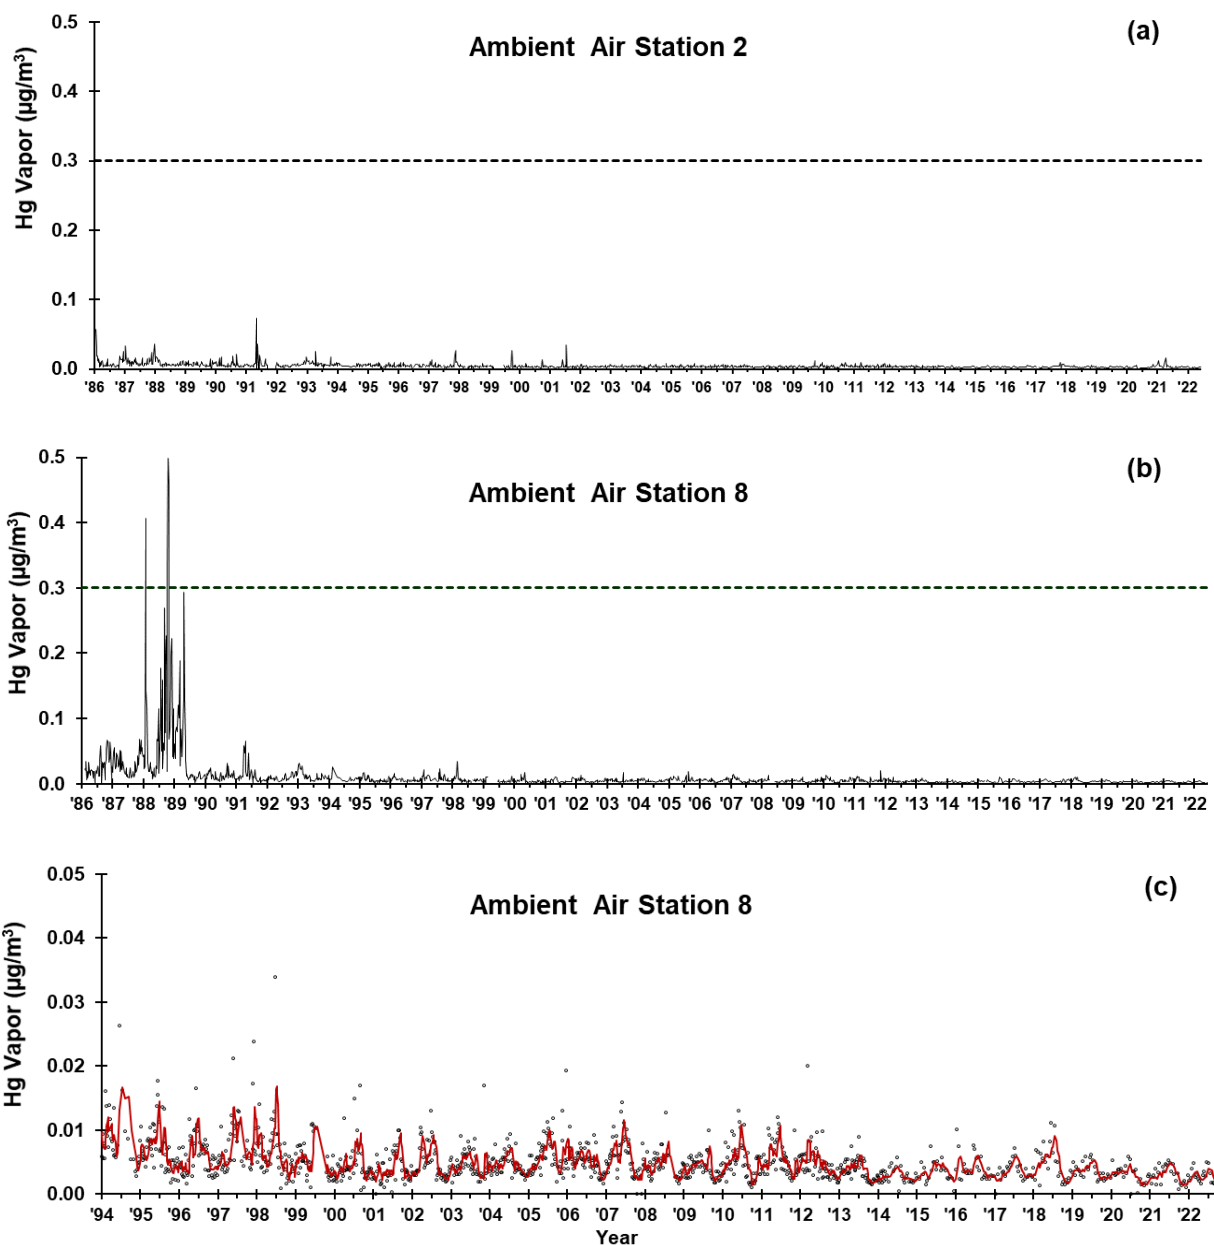 (a)
Ambient Air Station 2
Hg Vapor (µg/m³)
0.5
0.4
0.3
0.2
0.1
0.0
'86 '87 '88 '89 '90 '91 '92 '93 '94 '95 '96 '97 '98 '99 '00 '01 '02 '03 '04 '05 '06 '07 '08 '09 '10 '11 '12 '13 '14 '15 '16 '17 '18 '19 '20 '21 '22
(b)
Ambient Air Station 8
Hg Vapor (µg/m³)
0.5
0.4
0.3
0.2
0.1
0.0
'86 '87 '88 '89 '90 '91 '92 '93 '94 '95 '96 '97 '98 '99 '00 '01 '02 '03 '04 '05 '06 '07 '08 '09 '10 '11 '12 '13 '14 '15 '16 '17 '18 '19 '20 '21 '22
(c)
Ambient Air Station 8
Hg Vapor (µg/m³)
0.05
0.04
0.03
0.02
0.01
0.00
'94 '95 '96 '97 '98 '99 '00 '01 '02 '03 '04 '05 '06 '07 '08 '09 '10 '11 '12 '13 '14 '15 '16 '17 '18 '19 '20 '21 '22
Year